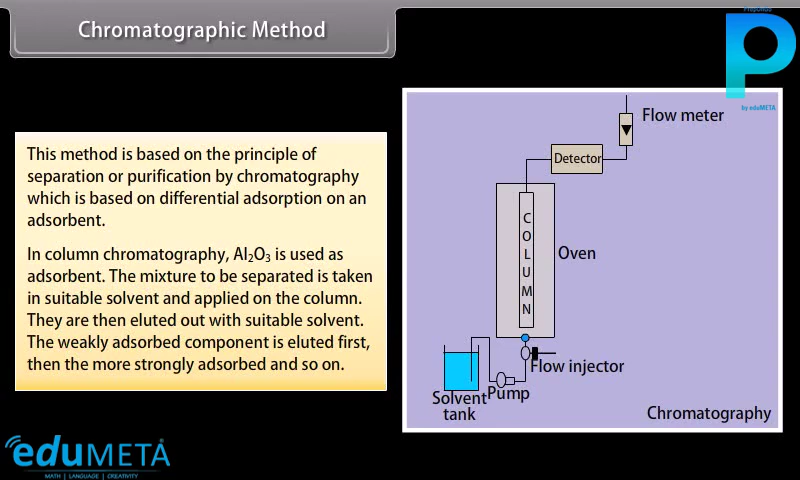 Chromatographic Method
Preponds
P
by eduMETA
This method is based on the principle of
separation or purification by chromatography
which is based on differential adsorption on an
adsorbent.
In column chromatography, Al₂O₃ is used as
adsorbent. The mixture to be separated is taken
in suitable solvent and applied on the column.
They are then eluted out with suitable solvent.
The weakly adsorbed component is eluted first,
then the more strongly adsorbed and so on.
Flow meter
Detector
COLUMN
Oven
Flow injector
Pump
Solvent
tank
Chromatography
eduMETA
MATH | LANGUAGE | CREATIVITY